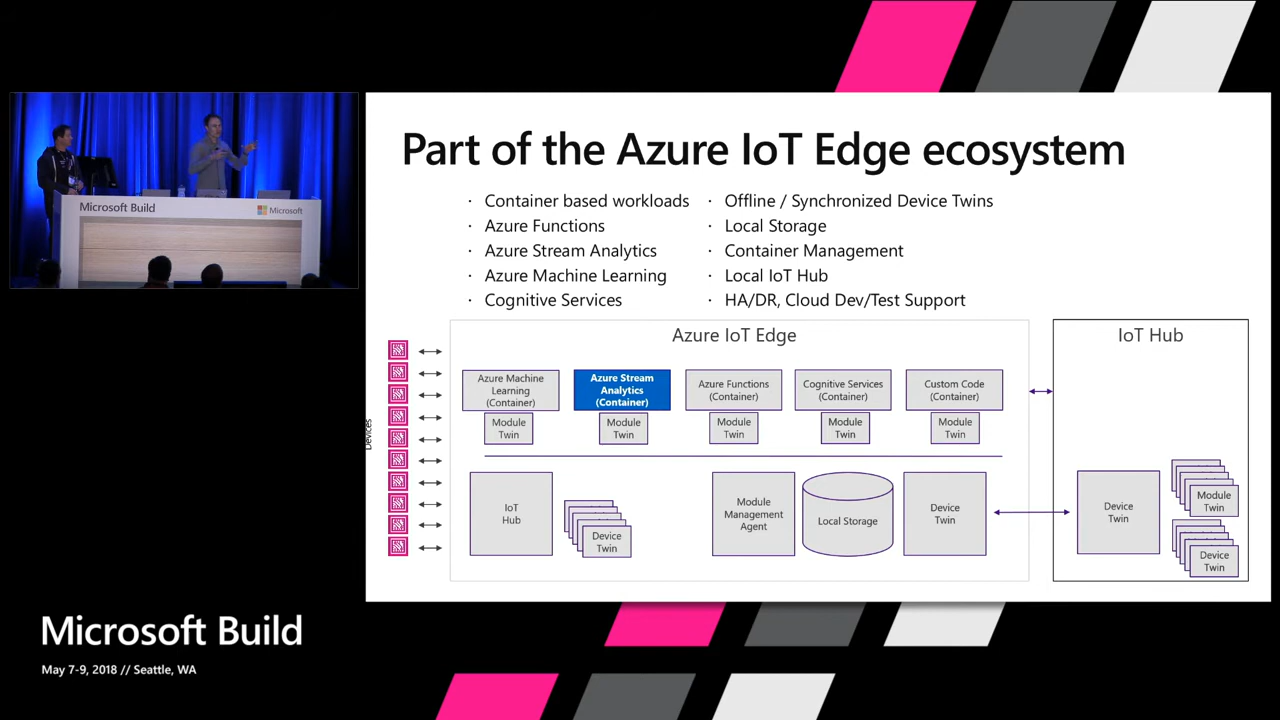 Microsoft Build
Microsoft
Part of the Azure IoT Edge ecosystem
· Container based workloads
· Azure Functions
· Azure Stream Analytics
· Azure Machine Learning
· Cognitive Services
· Offline / Synchronized Device Twins
· Local Storage
· Container Management
· Local IoT Hub
· HA/DR, Cloud Dev/Test Support
Devices
Azure IoT Edge
Azure Machine
Learning
(Container)
Azure Stream
Analytics
(Container)
Azure Functions
(Container)
Cognitive Services
(Container)
Custom Code
(Container)
Module
Twin
Module
Twin
Module
Twin
Module
Twin
Module
Twin
IoT
Hub
Device
Twin
Module
Management
Agent
Local Storage
Device
Twin
IoT Hub
Device
Twin
Module
Twin
Device
Twin
Microsoft Build
May 7-9, 2018 // Seattle, WA